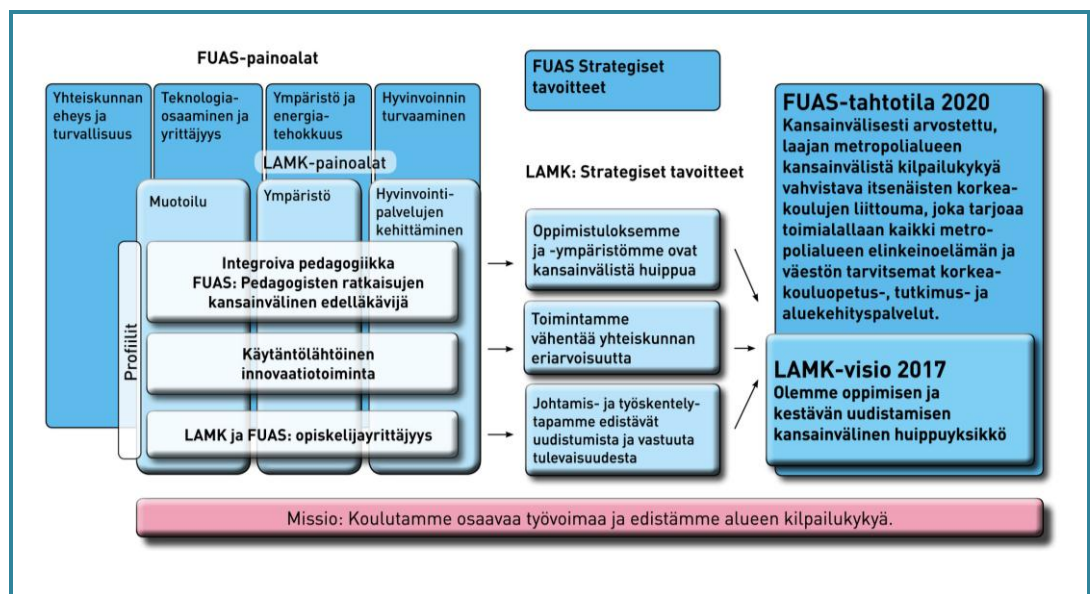 FUAS-painoalat
Yhteiskunnan
eheys ja
turvallisuus
Teknologia-
osaaminen ja
yrittäjyys
Ympäristö ja
energia-
tehokkuus
Hyvinvoinnin
turvaaminen
LAMK-painoalat
Muotoilu
Ympäristö
Hyvinvointi-
palvelujen
kehittäminen
Profiilit
Integroiva pedagogiikka
FUAS: Pedagogisten ratkaisujen
kansainvälinen edelläkävijä
Käytäntölähtöinen
innovaatiotoiminta
LAMK ja FUAS: opiskelijayrittäjyys
FUAS Strategiset
tavoitteet
LAMK: Strategiset tavoitteet
Oppimistuloksemme
ja -ympäristömme ovat
kansainvälistä huippua
Toimintamme
vähentää yhteiskunnan
eriarvoisuutta
Johtamis- ja työskentely-
tapamme edistävät
uudistumista ja vastuuta
tulevaisuudesta
FUAS-tahtotila 2020
Kansainvälisesti arvostettu,
laajan metropolialueen
kansainvälistä kilpailukykyä
vahvistava itsenäisten korkea-
koulujen liittouma, joka tarjoaa
toimialallaan kaikki metro-
polialueen elinkeinoelämän ja
väestön tarvitsemat korkea-
kouluopetus-, tutkimus- ja
aluekehityspalvelut.
LAMK-visio 2017
Olemme oppimisen ja
kestävän uudistamisen
kansainvälinen huippuyksikkö
Missio: Koulutamme osaavaa työvoimaa ja edistämme alueen kilpailukykyä.